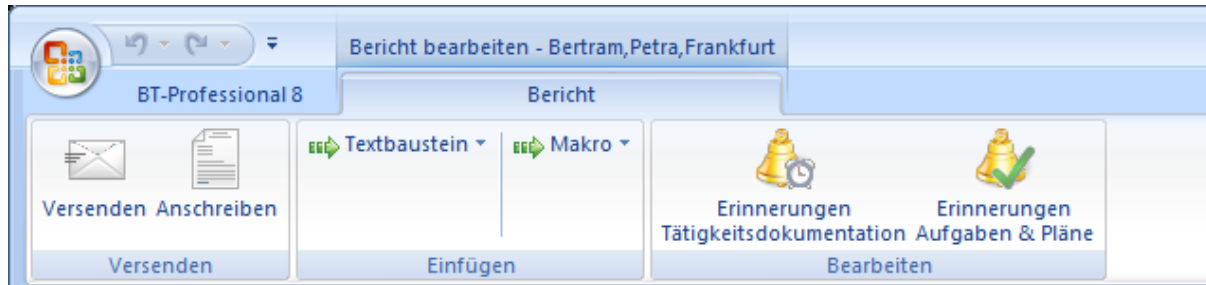 Bericht bearbeiten - Bertram,Petra,Frankfurt
BT-Professional 8 Bericht
Textbaustein Makro
Versenden Anschreiben Erinnerungen Erinnerungen
Tätigkeitsdokumentation Aufgaben & Pläne
Versenden Einfügen Bearbeiten